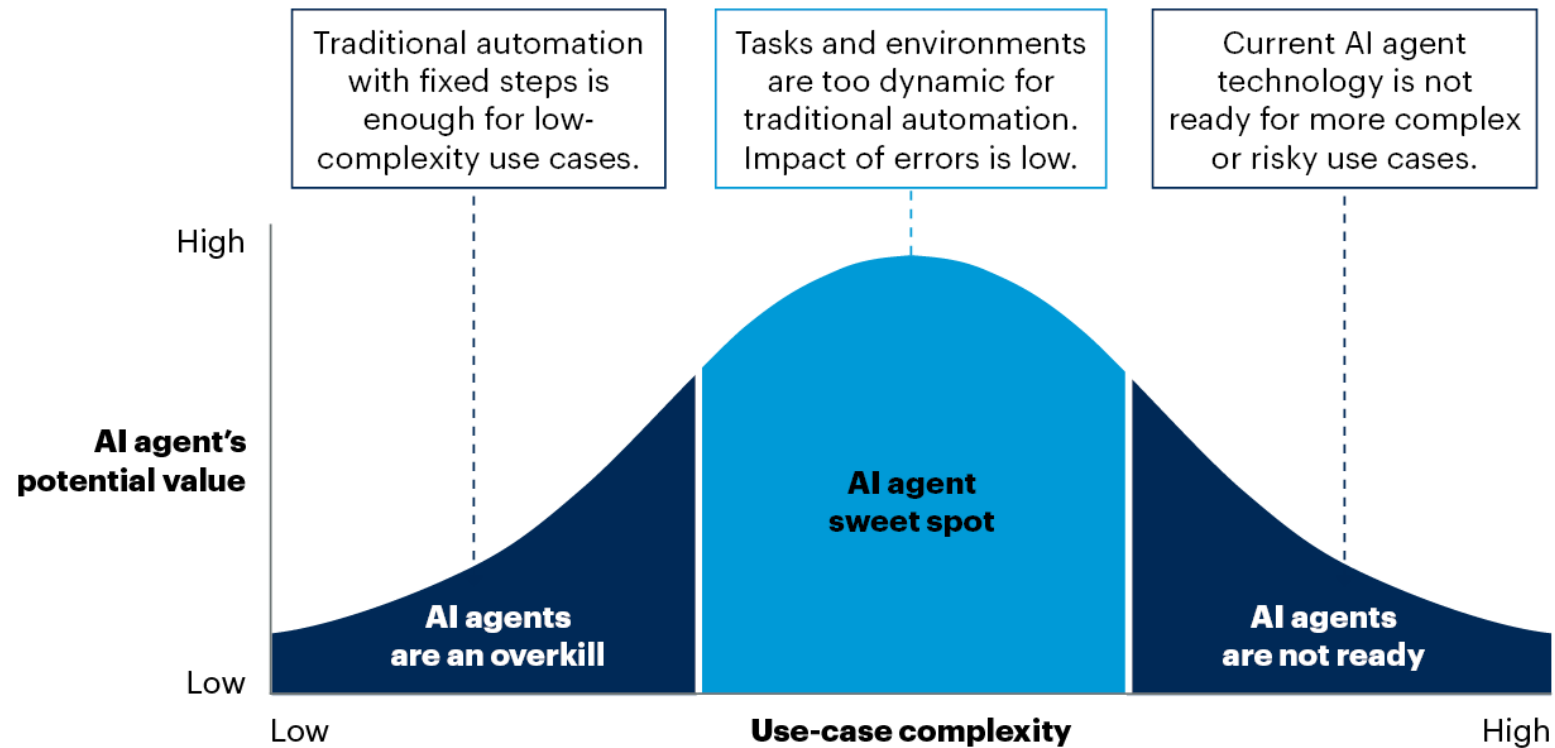 Traditional automation
with fixed steps is
enough for low-
complexity use cases.
Tasks and environments
are too dynamic for
traditional automation.
Impact of errors is low.
Current AI agent
technology is not
ready for more complex
or risky use cases.
High
AI agent’s
potential value
Low
AI agents
are an overkill
AI agent
sweet spot
AI agents
are not ready
Low
Use-case complexity
High